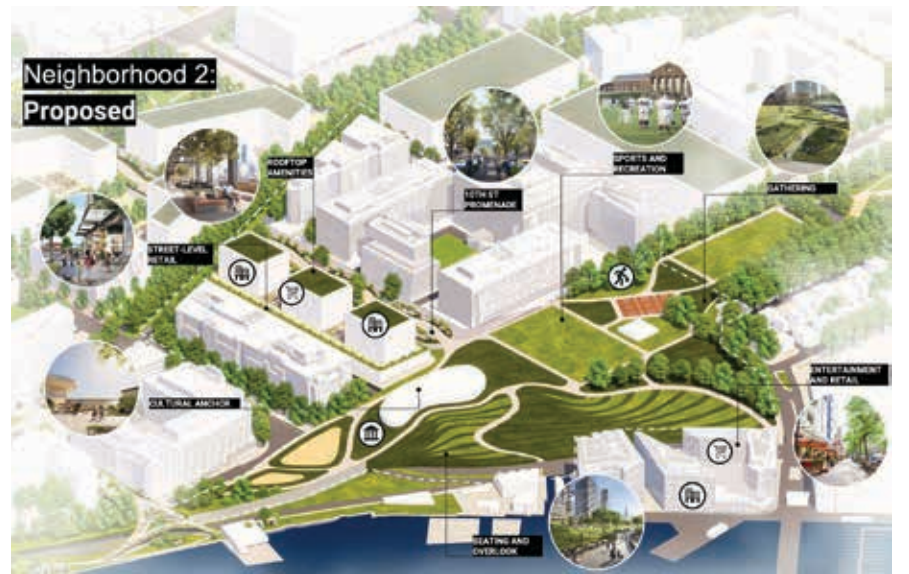 Neighborhood 2:
Proposed
ROOFTOP
AMENITIES
10TH ST
PROMENADE
SPORTS AND
RECREATION
GATHERING
STREET-LEVEL
RETAIL
CULTURAL ANCHOR
ENTERTAINMENT
AND RETAIL
SEATING AND
OVERLOOK